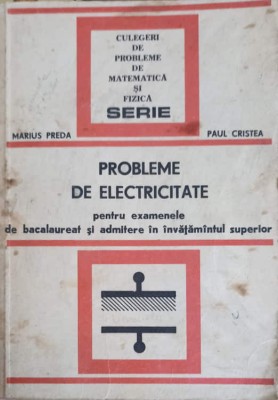 CULEGERI
DE
PROBLEME
DE
MATEMATICĂ
ȘI
FIZICĂ
SERIE
MARIUS PREDA
PAUL CRISTEA
PROBLEME
DE ELECTRICITATE
pentru examenele
de bacalaureat și admitere în învățămîntul superior